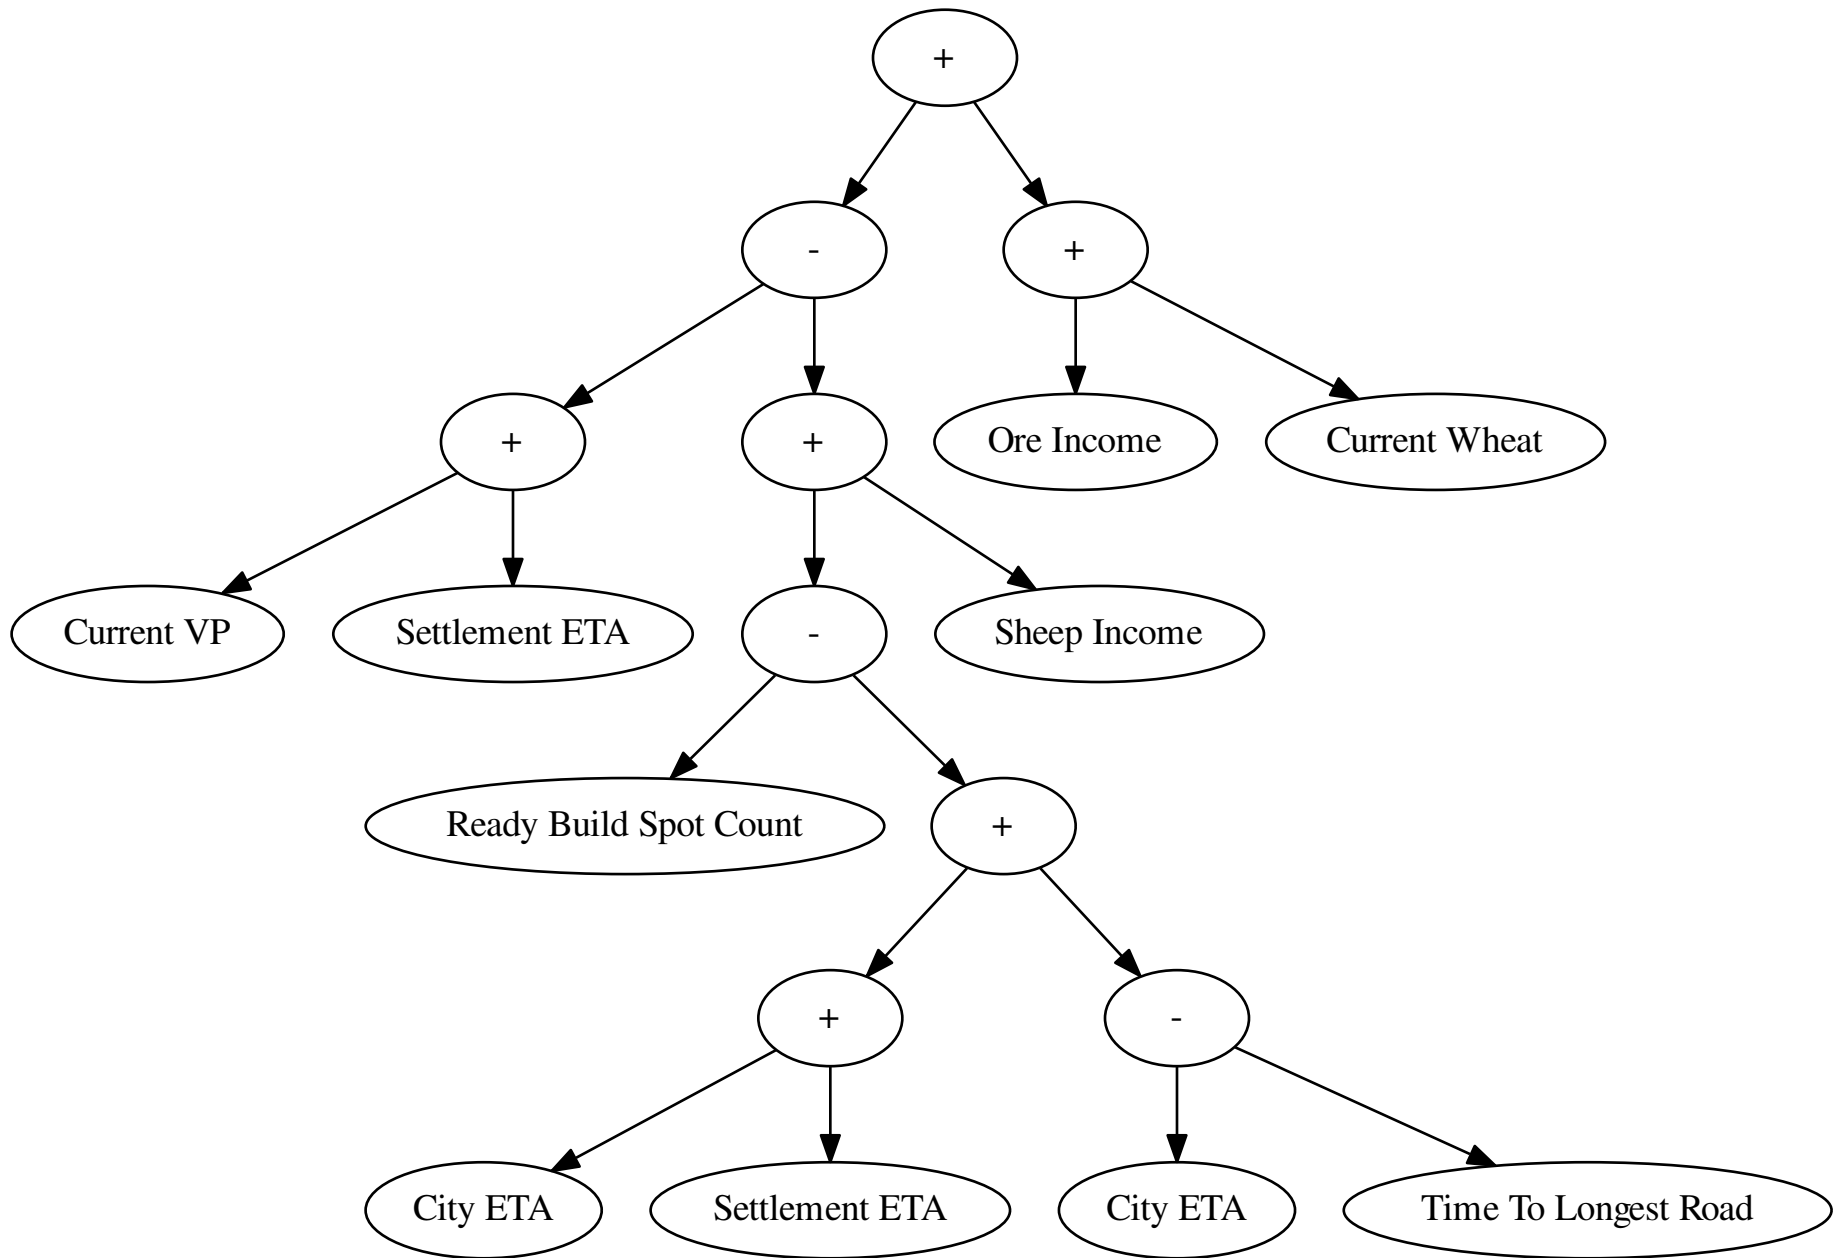 +
- +
+ + Ore Income Current Wheat
Current VP Settlement ETA - Sheep Income
Ready Build Spot Count +
+ -
City ETA Settlement ETA City ETA Time To Longest Road